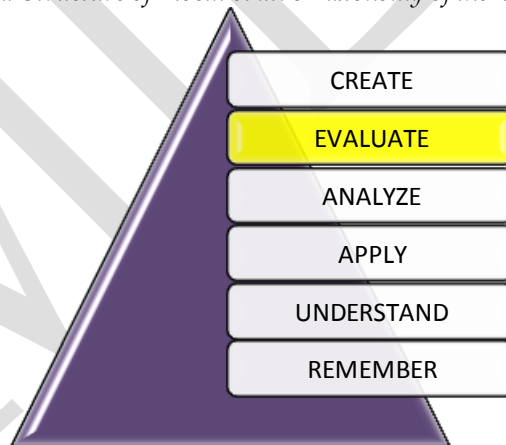 CREATE
EVALUATE
ANALYZE
APPLY
UNDERSTAND
REMEMBER